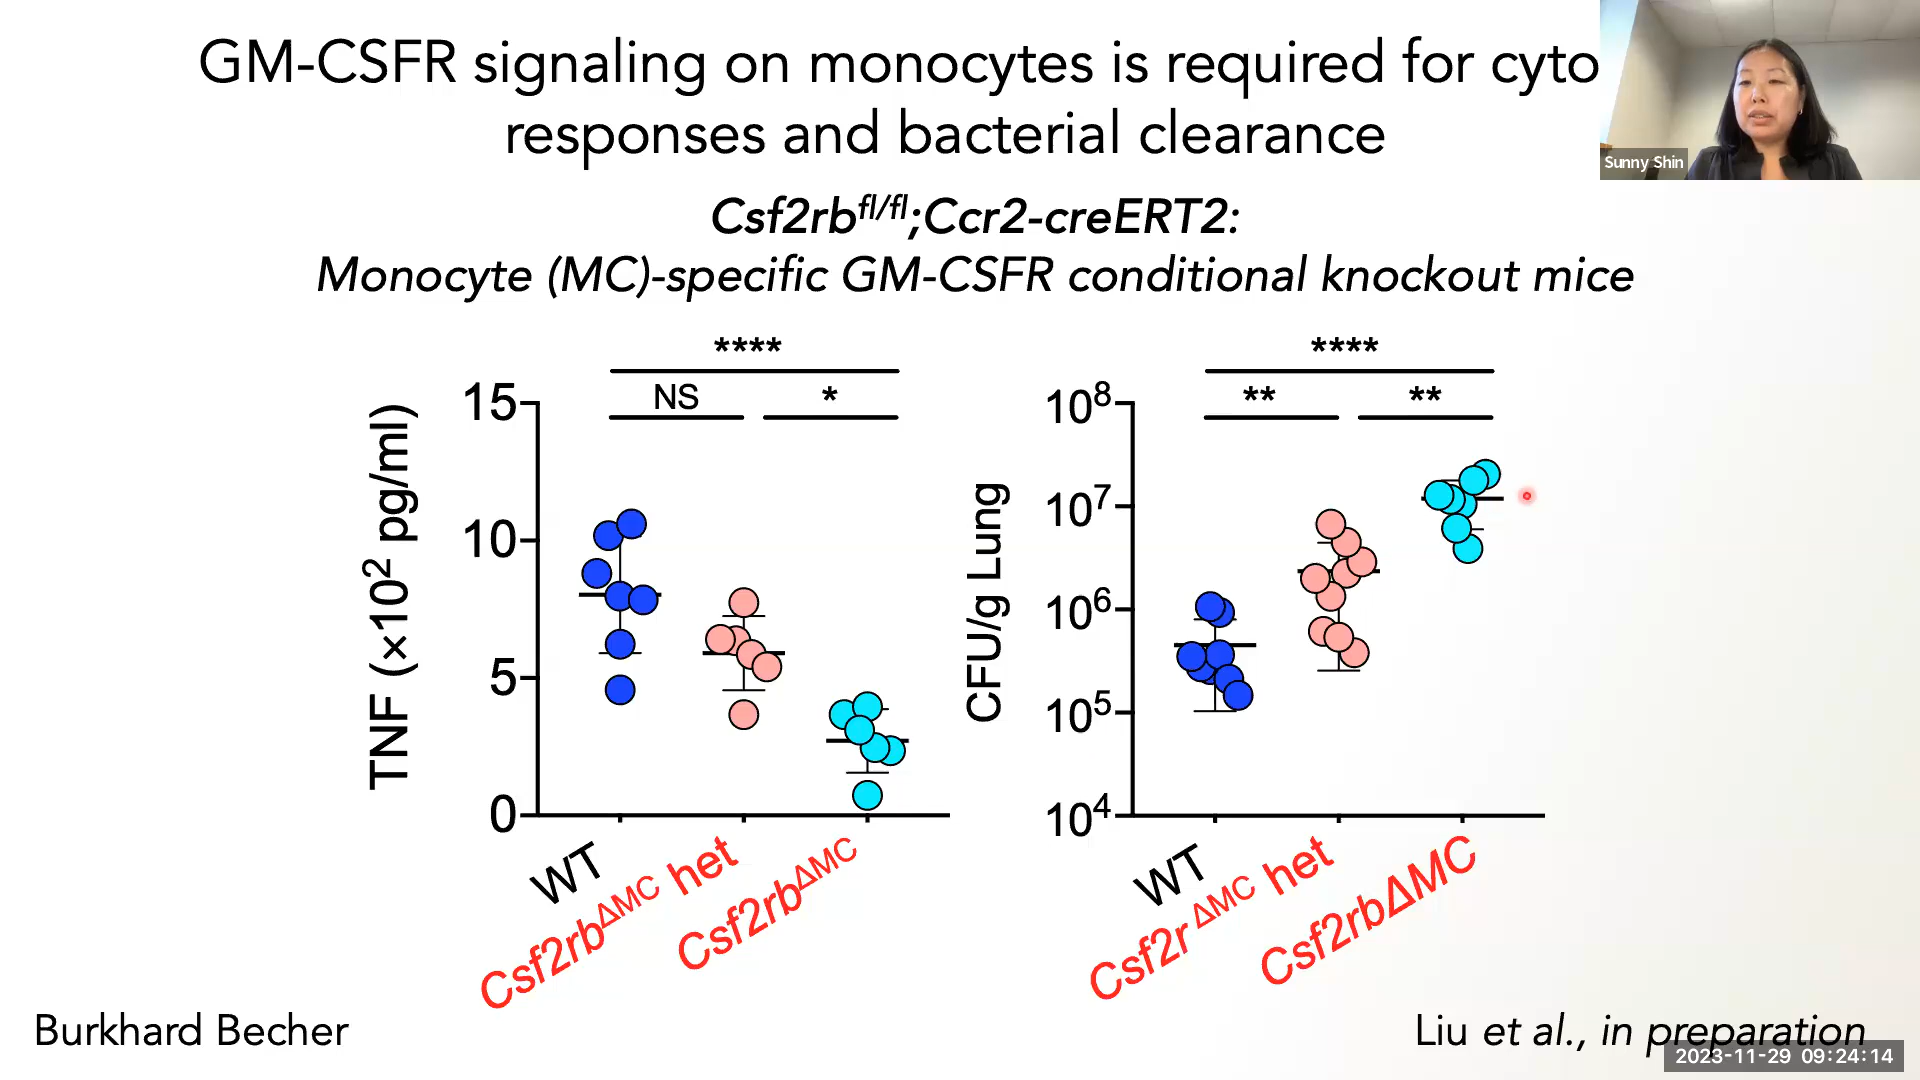 GM-CSFR signaling on monocytes is required for cyto
responses and bacterial clearance
Sunny Shin
Csf2rbfl/fl;Ccr2-creERT2:
Monocyte (MC)-specific GM-CSFR conditional knockout mice
****
NS
*
TNF (×10² pg/ml)
15
10
5
0
WT
Csf2rbΔMC het
Csf2rbΔMC
****
**
**
CFU/g Lung
10⁸
10⁷
10⁶
10⁵
10⁴
WT
Csf2r ΔMC het
Csf2rbΔMC
Burkhard Becher
Liu et al., in preparation
2023-11-29 09:24:14